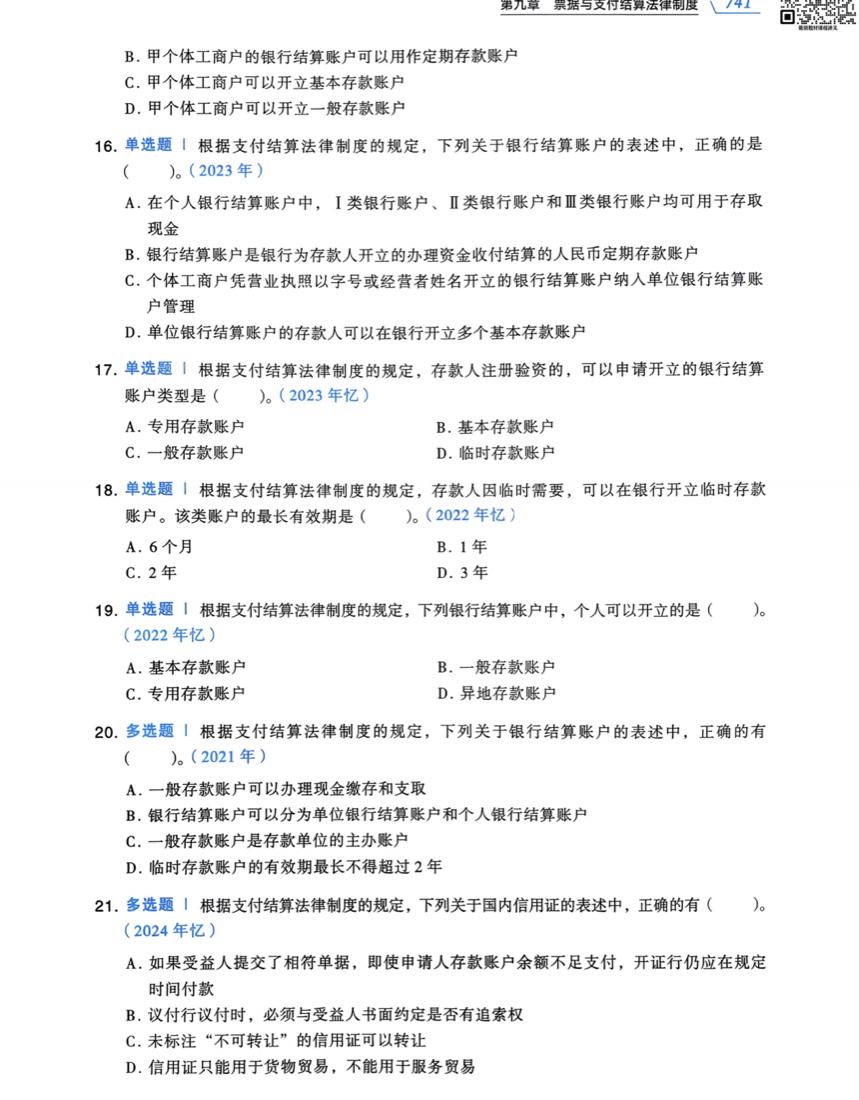 第九章 票据与支付结算法律制度 741
B. 甲个体工商户的银行结算账户可以用作定期存款账户
C. 甲个体工商户可以开立基本存款账户
D. 甲个体工商户可以开立一般存款账户
16. 单选题 | 根据支付结算法律制度的规定，下列关于银行结算账户的表述中，正确的是
（ ）。（2023 年）
A. 在个人银行结算账户中，Ⅰ类银行账户、Ⅱ类银行账户和Ⅲ类银行账户均可用于存取
现金
B. 银行结算账户是银行为存款人开立的办理资金收付结算的人民币定期存款账户
C. 个体工商户凭营业执照以字号或经营者姓名开立的银行结算账户纳入单位银行结算账
户管理
D. 单位银行结算账户的存款人可以在银行开立多个基本存款账户
17. 单选题 | 根据支付结算法律制度的规定，存款人注册验资的，可以申请开立的银行结算
账户类型是（ ）。（2023 年忆）
A. 专用存款账户 B. 基本存款账户
C. 一般存款账户 D. 临时存款账户
18. 单选题 | 根据支付结算法律制度的规定，存款人因临时需要，可以在银行开立临时存款
账户。该类账户的最长有效期是（ ）。（2022 年忆）
A. 6 个月 B. 1 年
C. 2 年 D. 3 年
19. 单选题 | 根据支付结算法律制度的规定，下列银行结算账户中，个人可以开立的是（ ）。
（2022 年忆）
A. 基本存款账户 B. 一般存款账户
C. 专用存款账户 D. 异地存款账户
20. 多选题 | 根据支付结算法律制度的规定，下列关于银行结算账户的表述中，正确的有
（ ）。（2021 年）
A. 一般存款账户可以办理现金缴存和支取
B. 银行结算账户可以分为单位银行结算账户和个人银行结算账户
C. 一般存款账户是存款单位的主办账户
D. 临时存款账户的有效期最长不得超过 2 年
21. 多选题 | 根据支付结算法律制度的规定，下列关于国内信用证的表述中，正确的有（ ）。
（2024 年忆）
A. 如果受益人提交了相符单据，即使申请人存款账户余额不足支付，开证行仍应在规定
时间付款
B. 议付行议付时，必须与受益人书面约定是否有追索权
C. 未标注“不可转让”的信用证可以转让
D. 信用证只能用于货物贸易，不能用于服务贸易